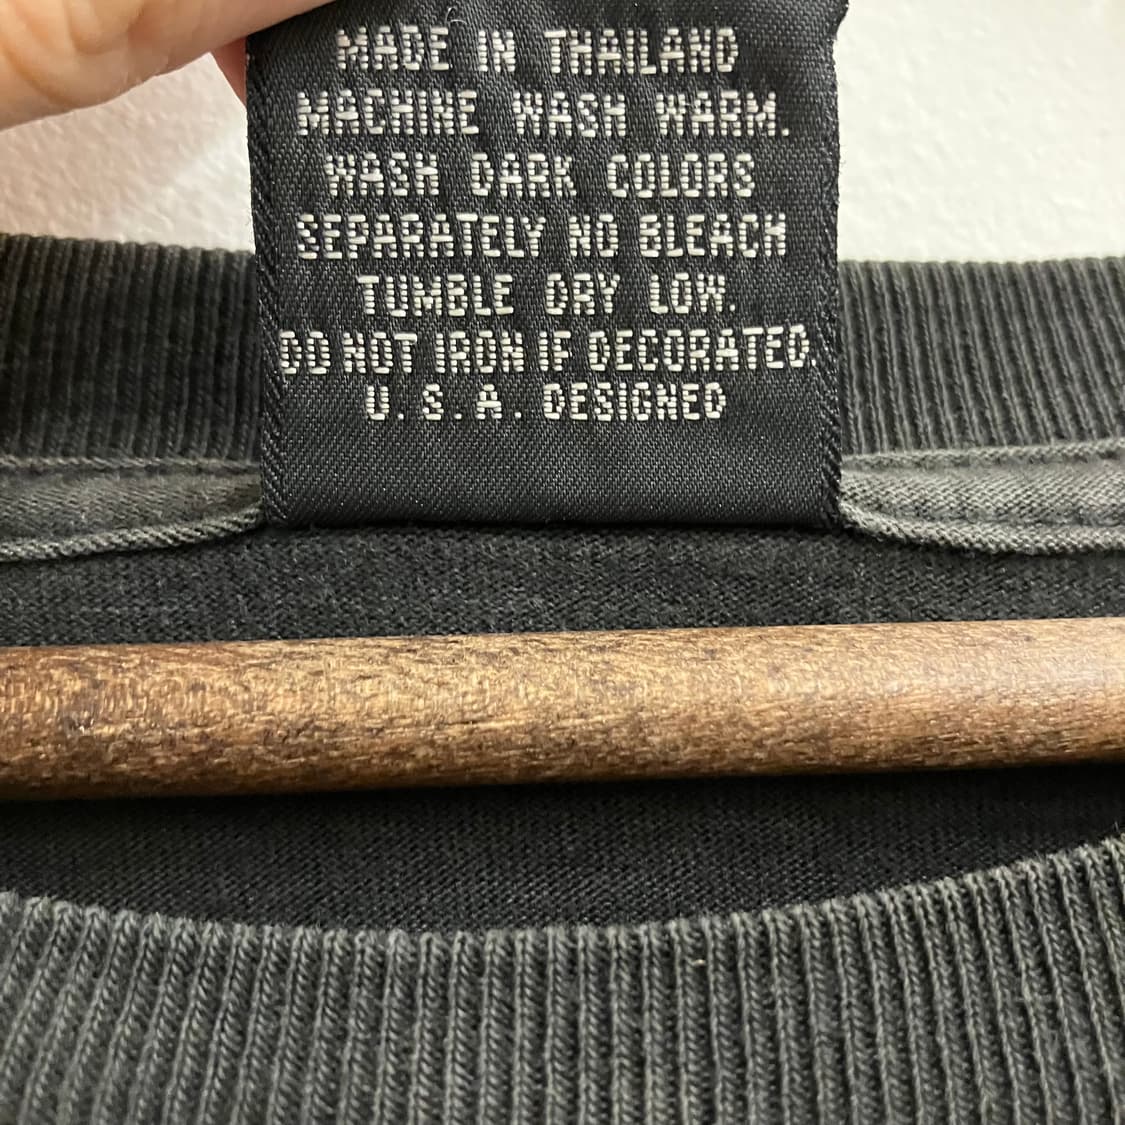 MADE IN THAILAND
MACHINE WASH WARM.
WASH DARK COLORS
SEPARATELY NO BLEACH
TUMBLE DRY LOW.
DO NOT IRON IF DECORATED.
U.S.A. DESIGNED